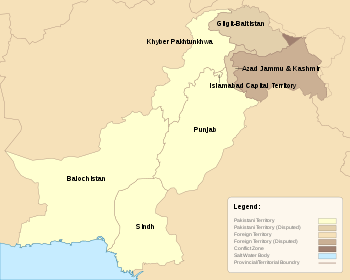 Gilgit-Baltistan
Khyber Pakhtunkhwa
Azad Jammu & Kashmir
Islamabad Capital Territory
Punjab
Balochistan
Sindh
Legend:
Pakistani Territory
Pakistani Territory (Disputed)
Foreign Territory
Foreign Territory (Disputed)
Conflict Zone
Salt Water Body
Provincial/Territorial Boundry